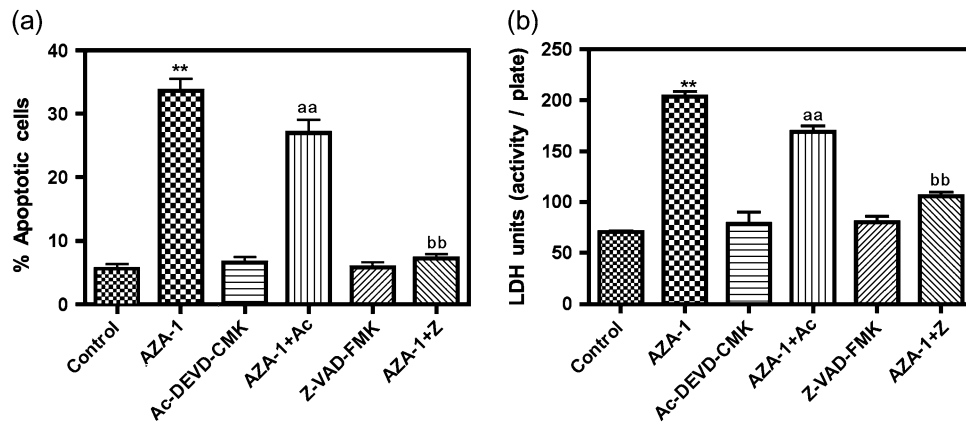 (a)
% Apoptotic cells
40
30
20
10
0
**
aa
bb
Control
AZA-1
Ac-DEVD-CMK
AZA-1+Ac
Z-VAD-FMK
AZA-1+Z
(b)
LDH units (activity / plate)
250
200
150
100
50
0
**
aa
bb
Control
AZA-1
Ac-DEVD-CMK
AZA-1+Ac
Z-VAD-FMK
AZA-1+Z